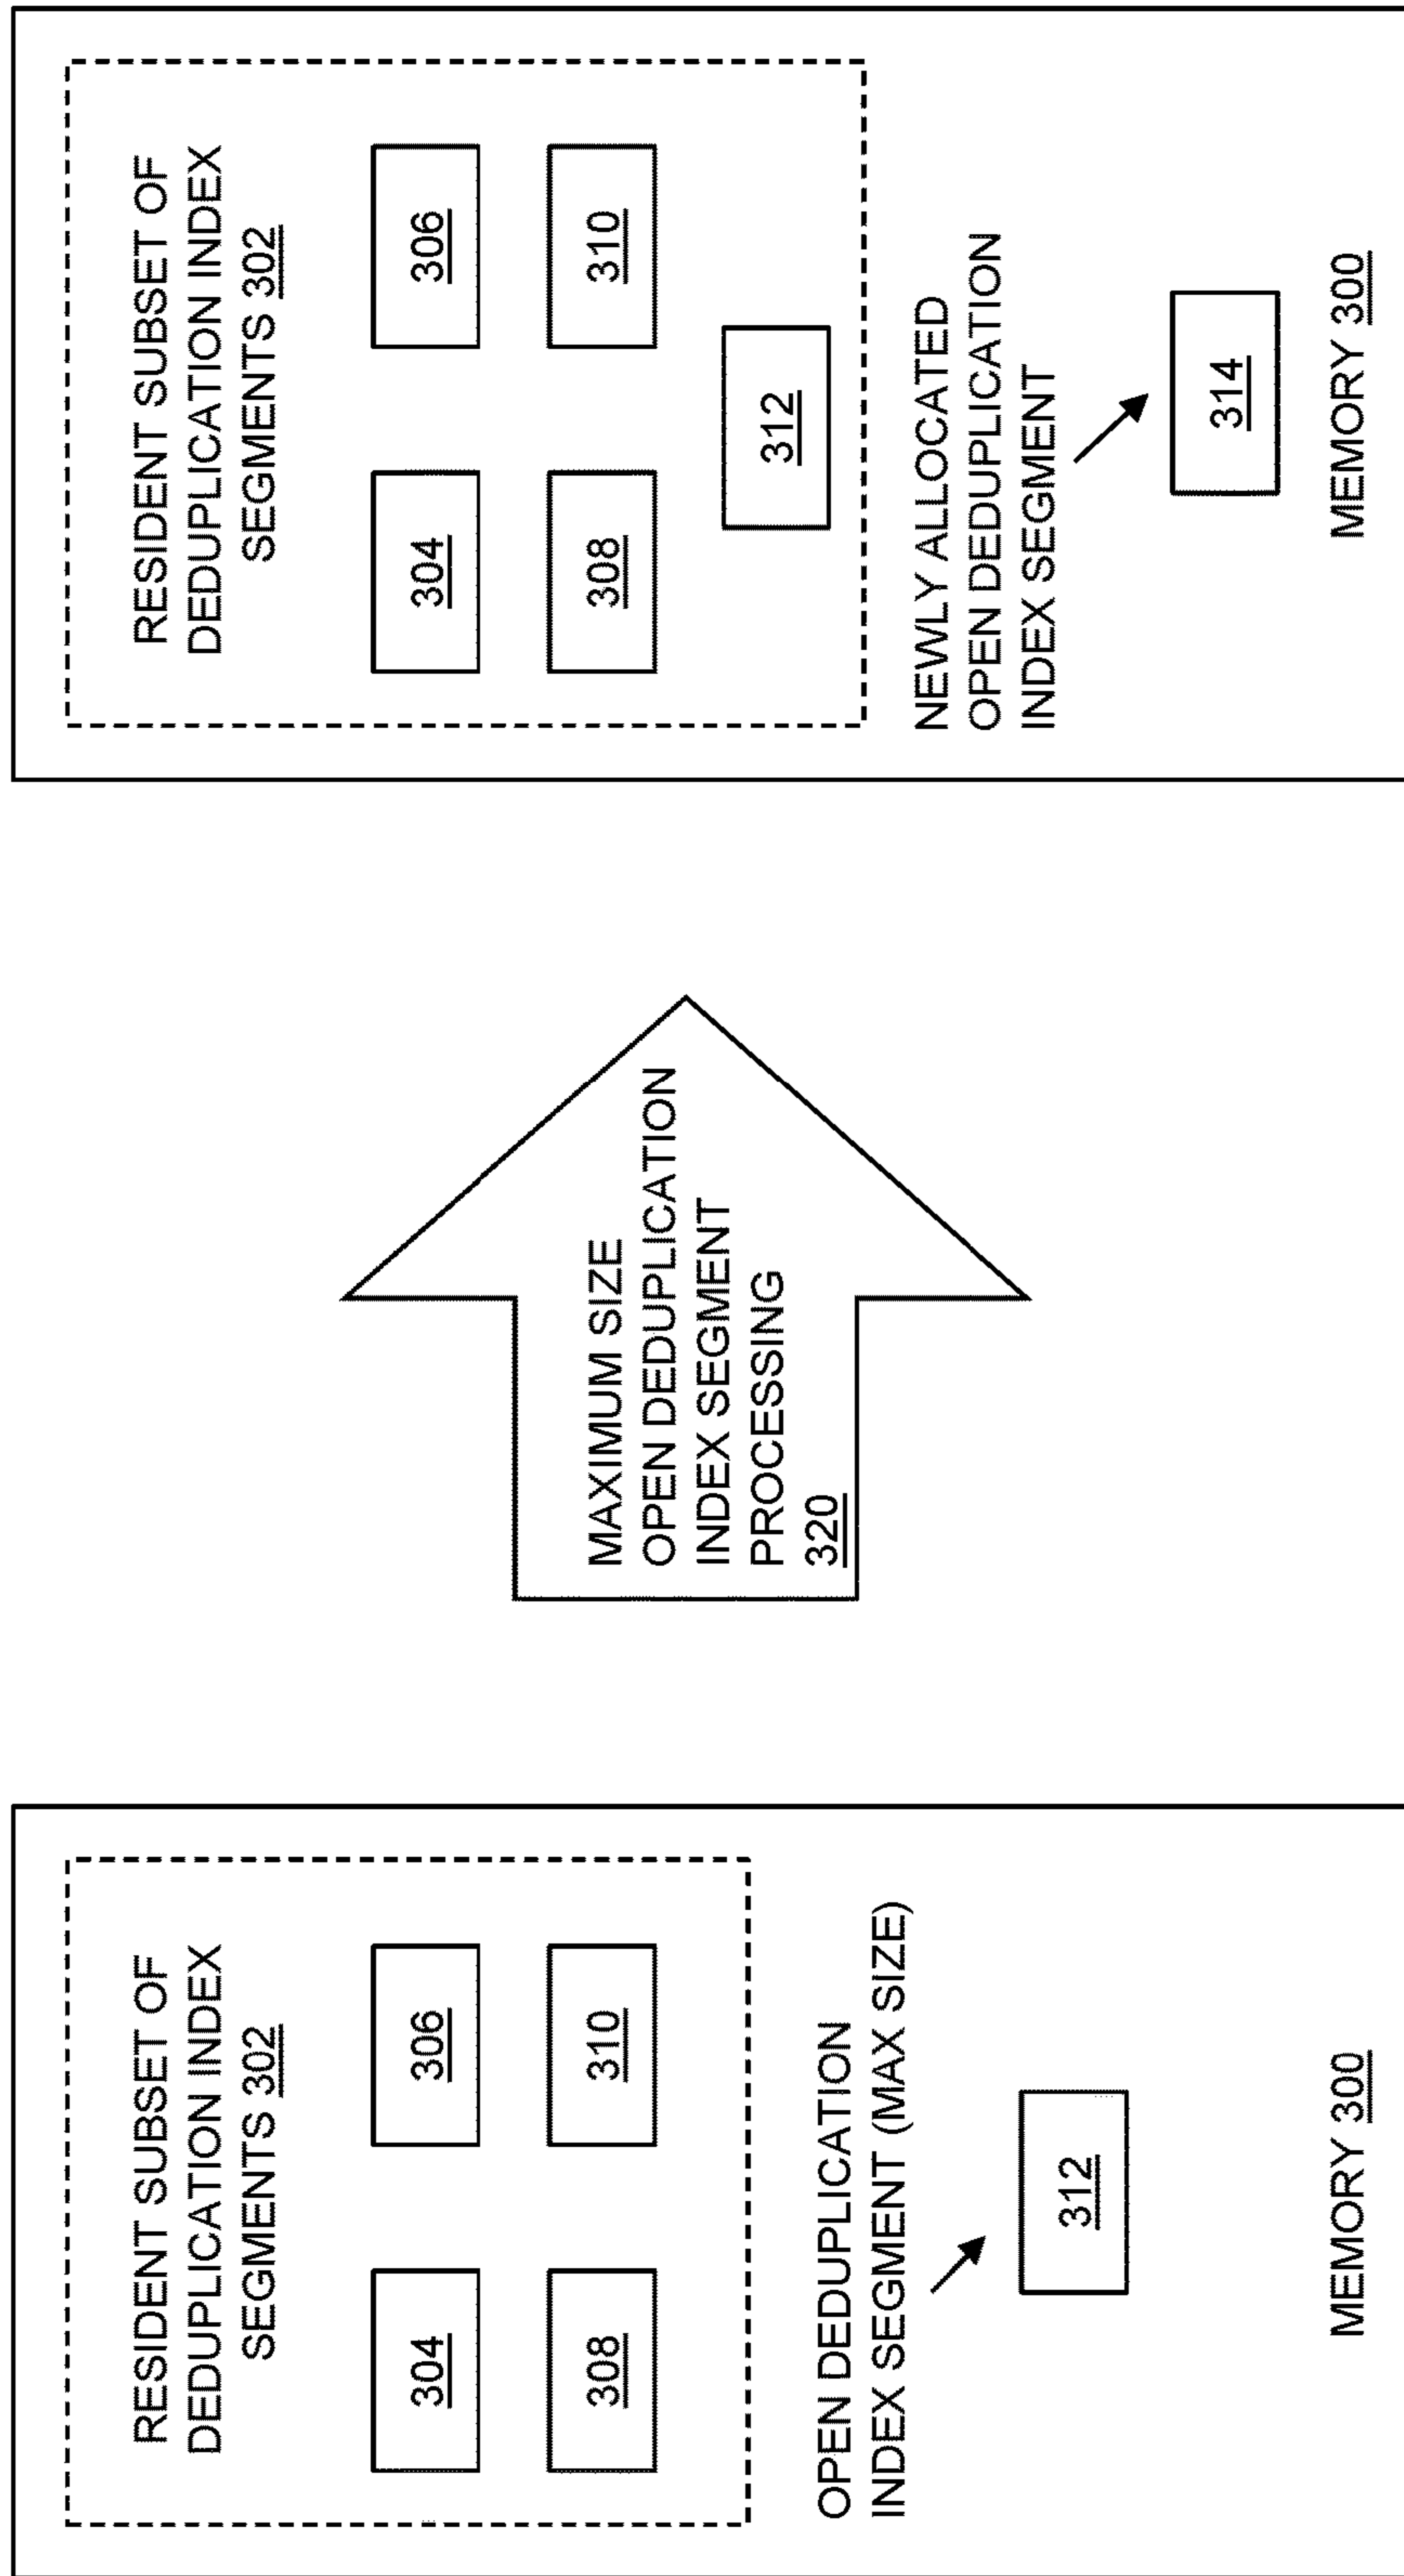 RESIDENT SUBSET OF
DEDUPLICATION INDEX
SEGMENTS 302
304
306
308
310
OPEN DEDUPLICATION
INDEX SEGMENT (MAX SIZE)
312
MEMORY 300
MAXIMUM SIZE
OPEN DEDUPLICATION
INDEX SEGMENT
PROCESSING
320
RESIDENT SUBSET OF
DEDUPLICATION INDEX
SEGMENTS 302
304
306
308
310
312
NEWLY ALLOCATED
OPEN DEDUPLICATION
INDEX SEGMENT
314
MEMORY 300